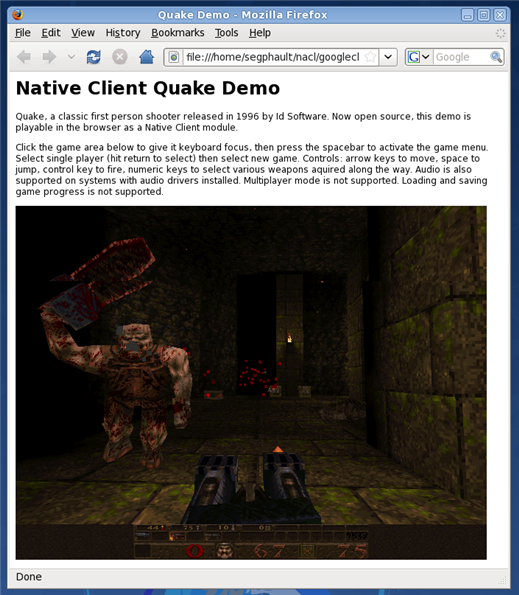 Quake Demo - Mozilla Firefox
File Edit View History Bookmarks Tools Help
file:///home/segphault/nacl/googlecl Google
Native Client Quake Demo
Quake, a classic first person shooter released in 1996 by Id Software. Now open source, this demo is
playable in the browser as a Native Client module.
Click the game area below to give it keyboard focus, then press the spacebar to activate the game menu.
Select single player (hit return to select) then select new game. Controls: arrow keys to move, space to
jump, control key to fire, numeric keys to select various weapons aquired along the way. Audio is also
supported on systems with audio drivers installed. Multiplayer mode is not supported. Loading and saving
game progress is not supported.
67 75
Done